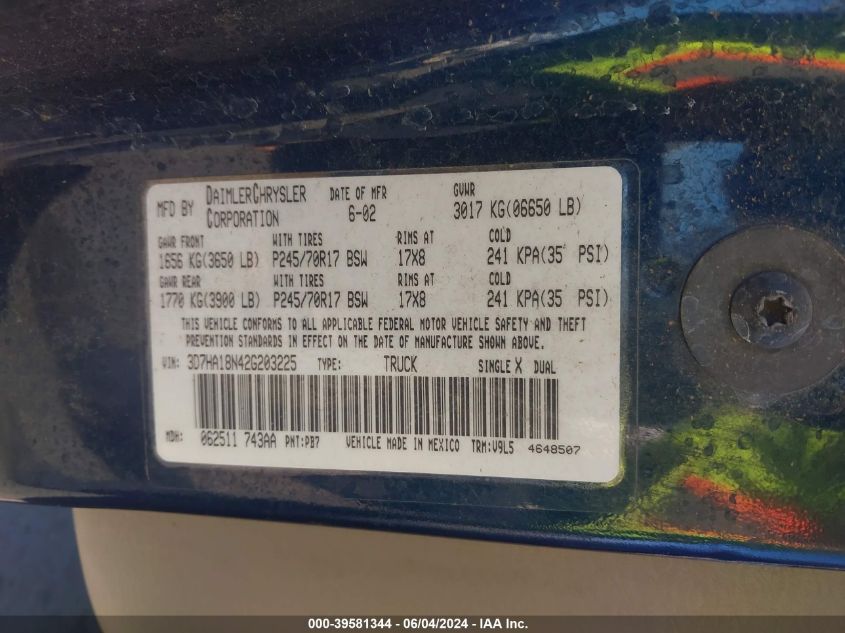 MFD BY DAIMLERCHRYSLER CORPORATION DATE OF MFR 6-02 GVWR 3017 KG(06650 LB)
GAWR FRONT WITH TIRES RIMS AT COLD
1656 KG(3650 LB) P245/70R17 BSW 17X8 241 KPA(35 PSI)
GAWR REAR WITH TIRES RIMS AT COLD
1770 KG(3900 LB) P245/70R17 BSW 17X8 241 KPA(35 PSI)
THIS VEHICLE CONFORMS TO ALL APPLICABLE FEDERAL MOTOR VEHICLE SAFETY AND THEFT
PREVENTION STANDARDS IN EFFECT ON THE DATE OF MANUFACTURE SHOWN ABOVE.
VIN: 3D7HA18N42G203225 TYPE: TRUCK SINGLE X DUAL
MDH: 062511 743AA PNT:PB7 VEHICLE MADE IN MEXICO TRM:V9L5 4648507
000-39581344 - 06/04/2024 - IAA Inc.